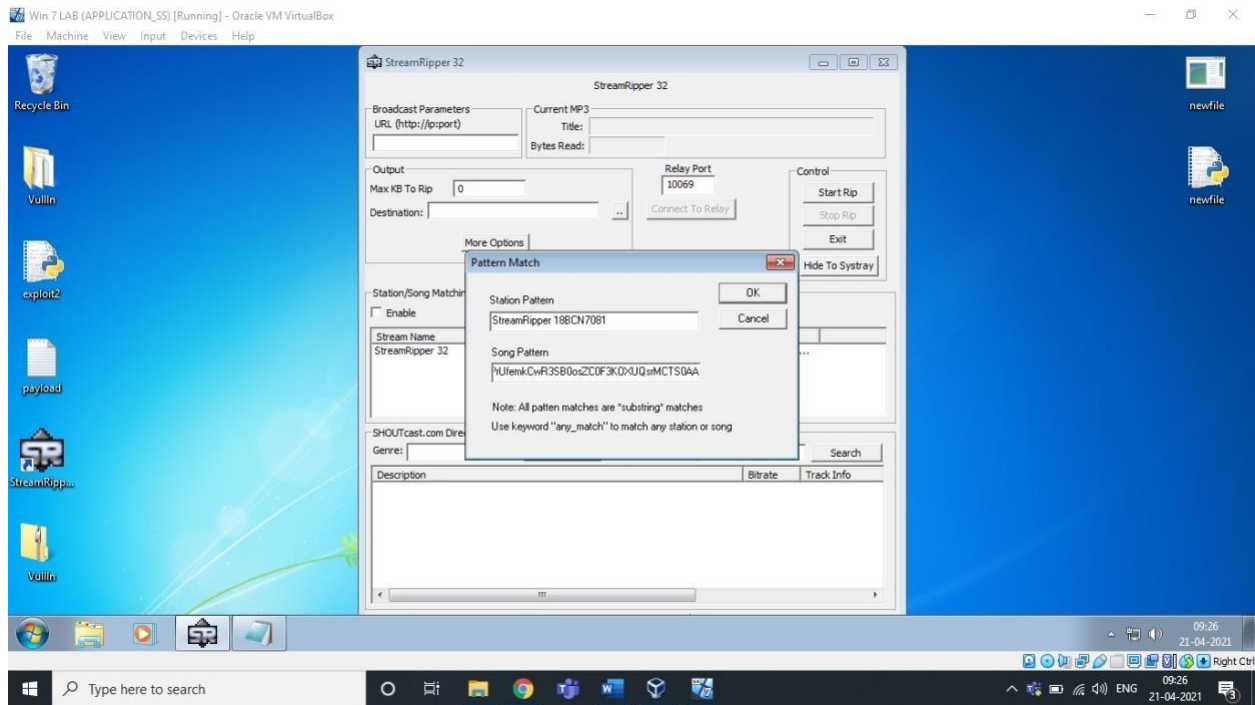 Win 7 LAB (APPLICATION_SS) [Running] - Oracle VM VirtualBox
File Machine View Input Devices Help
Recycle Bin
Vulln
exploit2
payload
StreamRipp...
Vulln
newfile
newfile
StreamRipper 32
StreamRipper 32
Broadcast Parameters
URL (http://ip:port)
Current MP3
Title:
Bytes Read:
Output
Max KB To Rip 0
Destination:
..
More Options
Relay Port
10069
Connect To Relay
Control
Start Rip
Stop Rip
Exit
Hide To Systray
Station/Song Matchin
Enable
Stream Name
StreamRipper 32
...
Pattern Match
Station Pattern
StreamRipper 18BCN7081
Song Pattern
OK
Cancel
Note: All patten matches are "substring" matches
Use keyword "any_match" to match any station or song
SHOUTcast.com Dire
Genre:
Search
Description Bitrate Track Info
09:26
21-04-2021
Right Ctrl
Type here to search
ENG
09:26
21-04-2021
3